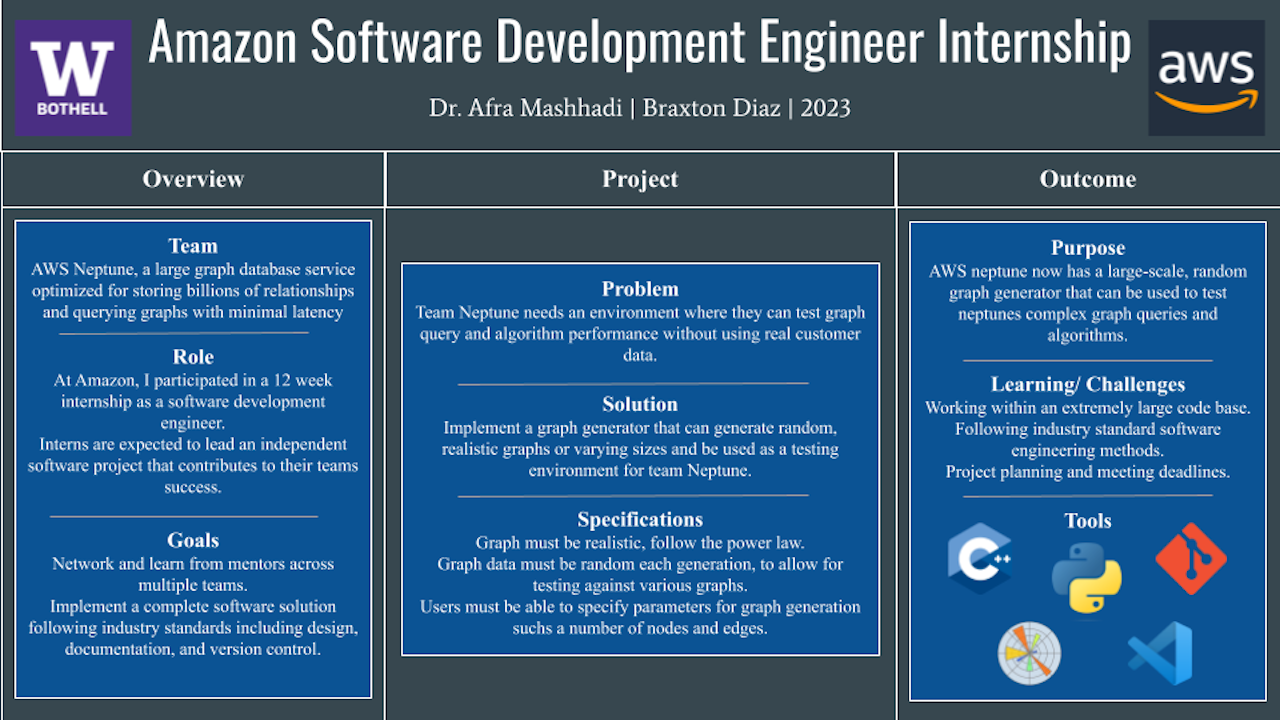 W
BOTHELL
Amazon Software Development Engineer Internship
aws
Dr. Afra Mashhadi | Braxton Diaz | 2023
Overview
Team
AWS Neptune, a large graph database service
optimized for storing billions of relationships
and querying graphs with minimal latency
Role
At Amazon, I participated in a 12 week
internship as a software development
engineer.
Interns are expected to lead an independent
software project that contributes to their teams
success.
Goals
Network and learn from mentors across
multiple teams.
Implement a complete software solution
following industry standards including design,
documentation, and version control.
Project
Problem
Team Neptune needs an environment where they can test graph
query and algorithm performance without using real customer
data.
Solution
Implement a graph generator that can generate random,
realistic graphs or varying sizes and be used as a testing
environment for team Neptune.
Specifications
Graph must be realistic, follow the power law.
Graph data must be random each generation, to allow for
testing against various graphs.
Users must be able to specify parameters for graph generation
suchs a number of nodes and edges.
Outcome
Purpose
AWS neptune now has a large-scale, random
graph generator that can be used to test
neptunes complex graph queries and
algorithms.
Learning/ Challenges
Working within an extremely large code base.
Following industry standard software
engineering methods.
Project planning and meeting deadlines.
Tools
C++